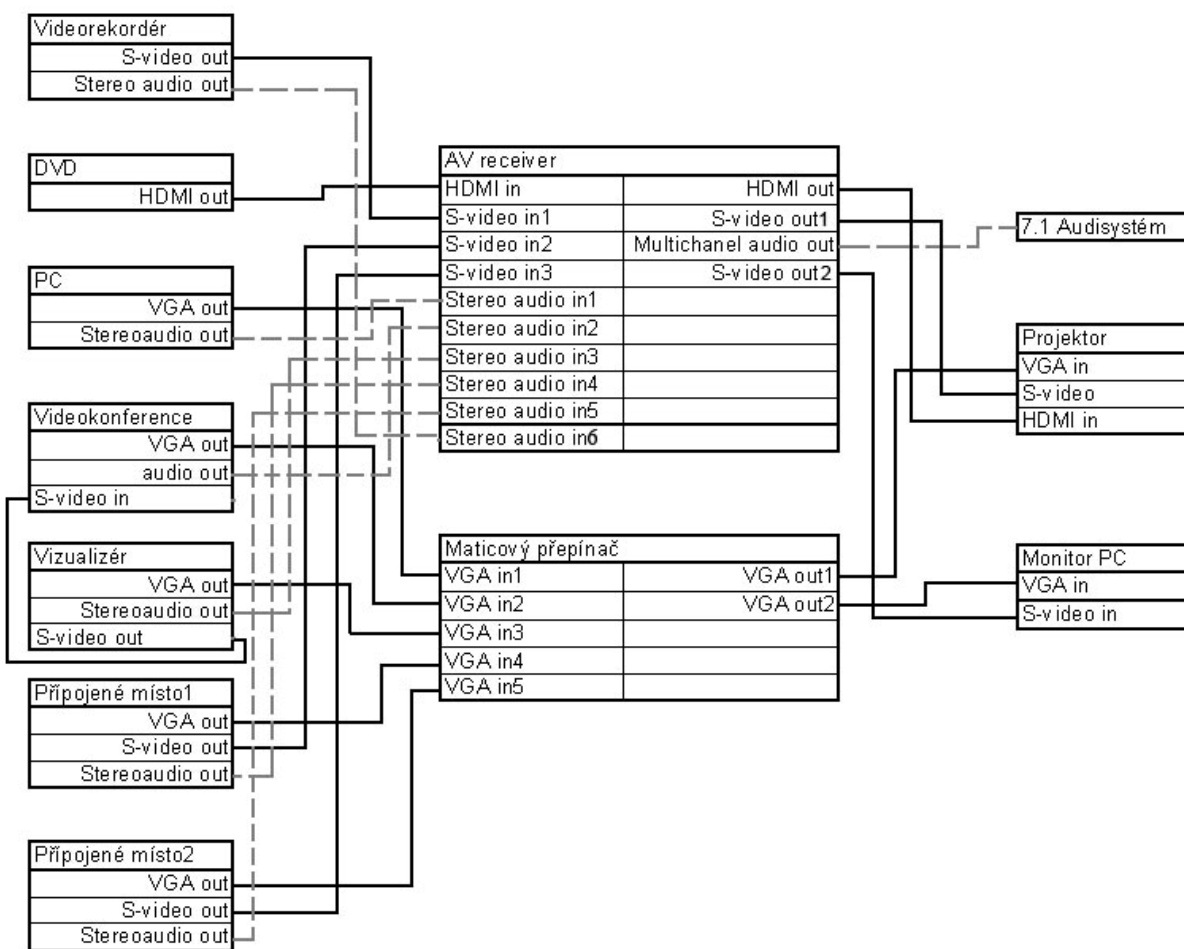 Videorekordér
S-video out
Stereo audio out
DVD
HDMI out
PC
VGA out
Stereoaudio out
Videokonference
VGA out
audio out
S-video in
Vizualizér
VGA out
Stereoaudio out
S-video out
Přípojené místo1
VGA out
S-video out
Stereoaudio out
Přípojené místo2
VGA out
S-video out
Stereoaudio out
AV receiver
HDMI in HDMI out
S-video in1 S-video out1
S-video in2 Multichanel audio out
S-video in3 S-video out2
Stereo audio in1
Stereo audio in2
Stereo audio in3
Stereo audio in4
Stereo audio in5
Stereo audio in6
Maticový přepínač
VGA in1 VGA out1
VGA in2 VGA out2
VGA in3
VGA in4
VGA in5
7.1 Audisystém
Projektor
VGA in
S-video
HDMI in
Monitor PC
VGA in
S-video in